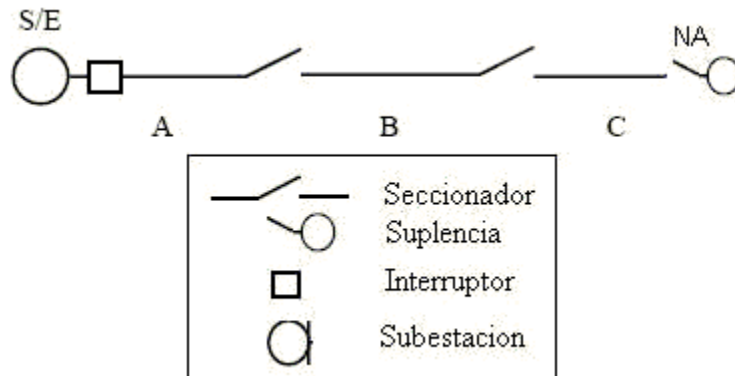 S/E
NA
A B C
Seccionador
Suplencia
Interruptor
Subestacion